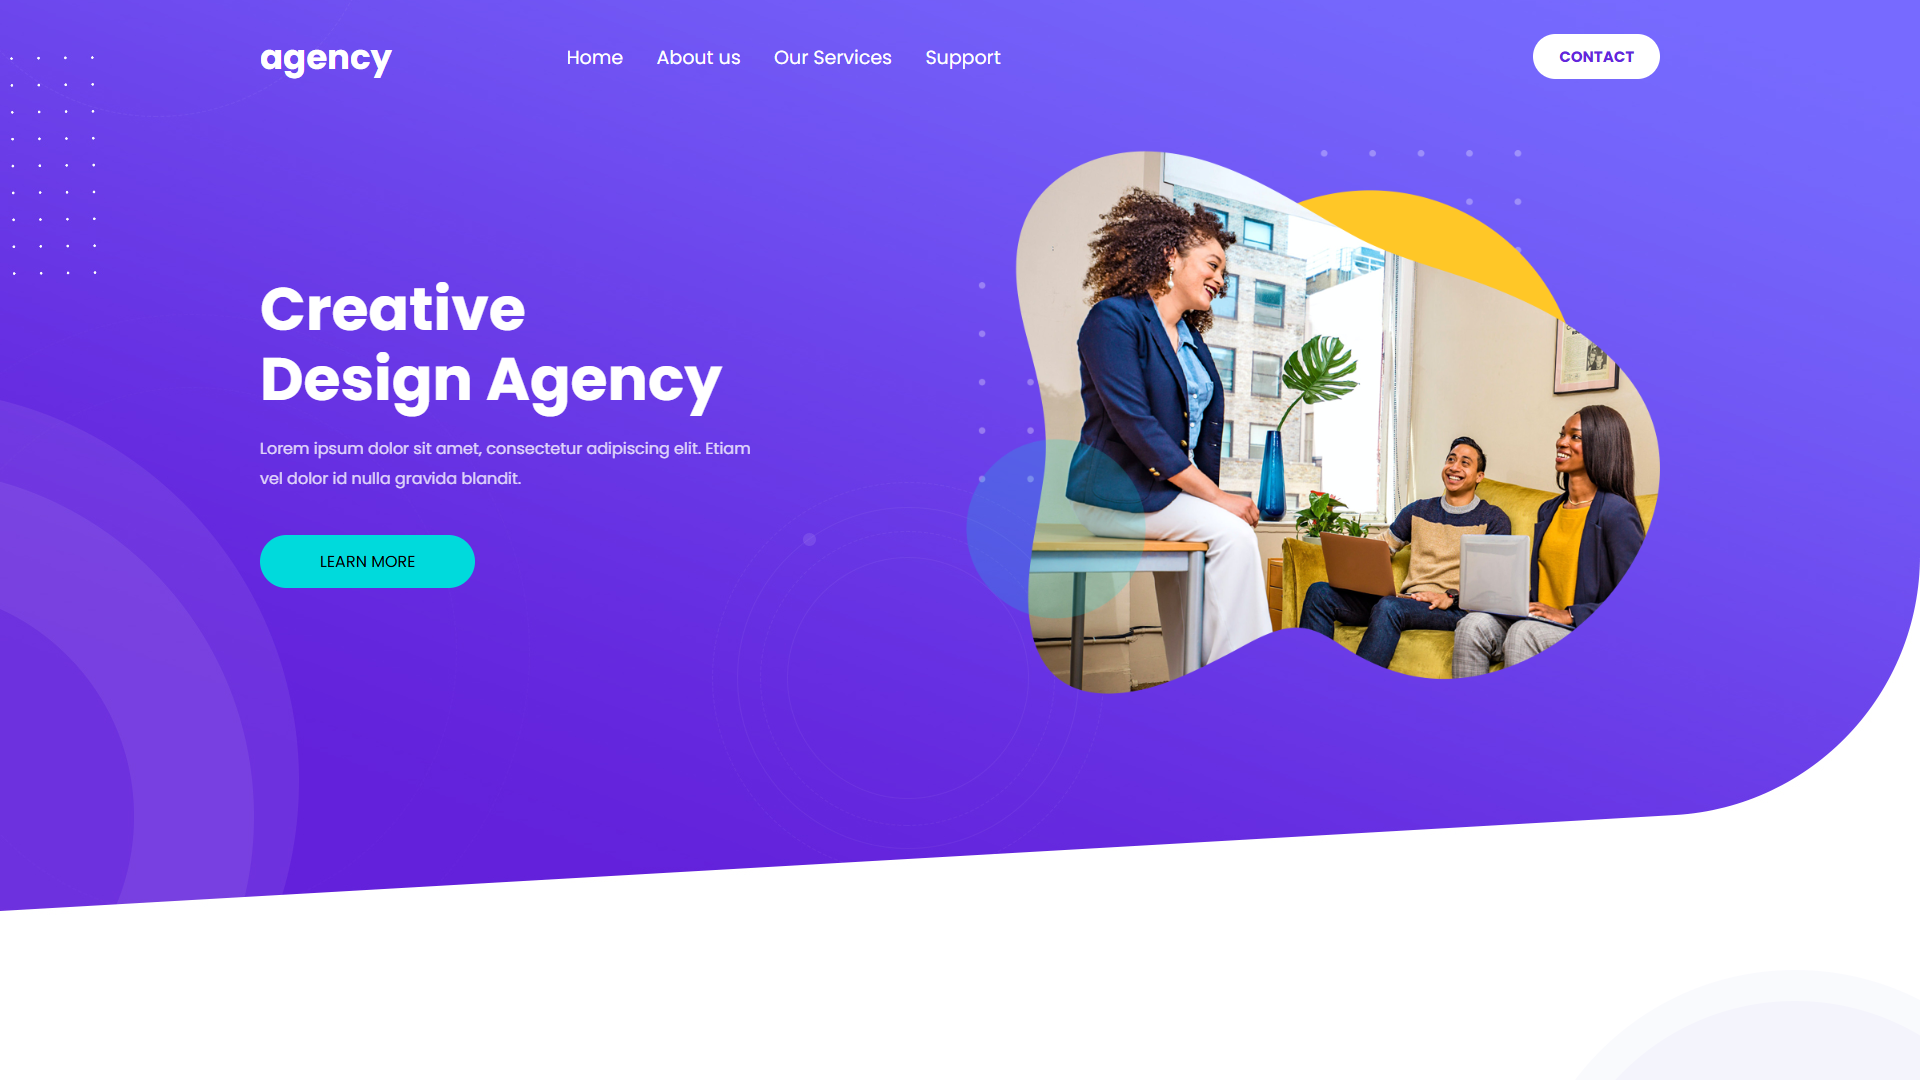 agency
Home
About us
Our Services
Support
CONTACT
Creative
Design Agency
Lorem ipsum dolor sit amet, consectetur adipiscing elit. Etiam
vel dolor id nulla gravida blandit.
LEARN MORE